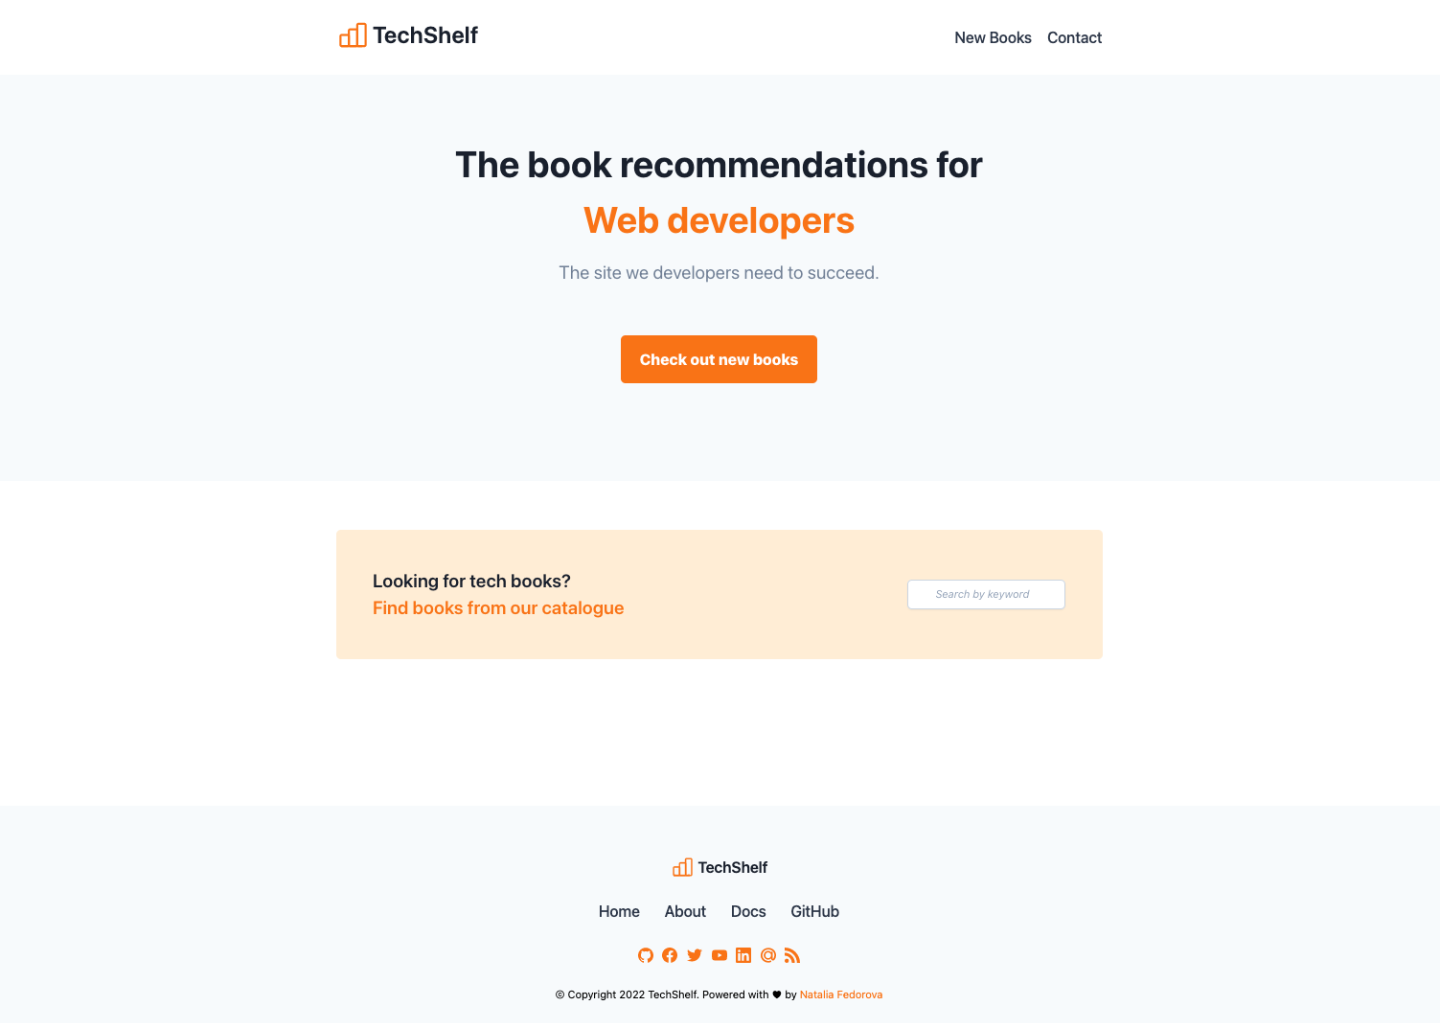 TechShelf
New Books Contact
The book recommendations for
Web developers
The site we developers need to succeed.
Check out new books
Looking for tech books?
Find books from our catalogue
Search by keyword
TechShelf
Home About Docs GitHub
© Copyright 2022 TechShelf. Powered with ♥ by Natalia Fedorova